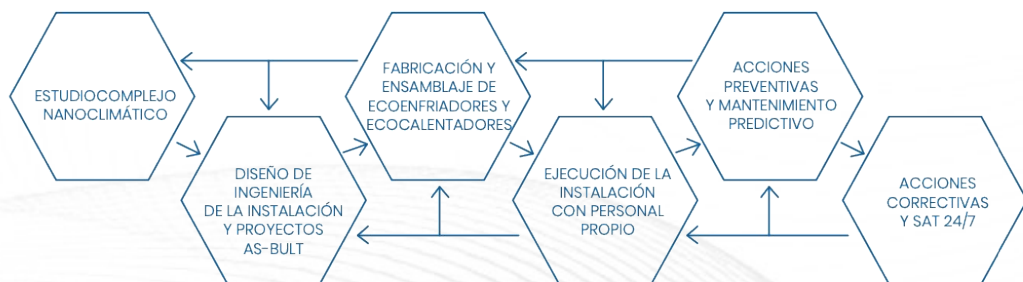 ESTUDIOCOMPLEJO
NANOCLIMÁTICO
DISEÑO DE
INGENIERÍA
DE LA INSTALACIÓN
Y PROYECTOS
AS-BULT
FABRICACIÓN Y
ENSAMBLAJE DE
ECOENFRIADORES Y
ECOCALENTADORES
EJECUCIÓN DE LA
INSTALACIÓN
CON PERSONAL
PROPIO
ACCIONES
PREVENTIVAS
Y MANTENIMIENTO
PREDICTIVO
ACCIONES
CORRECTIVAS
Y SAT 24/7